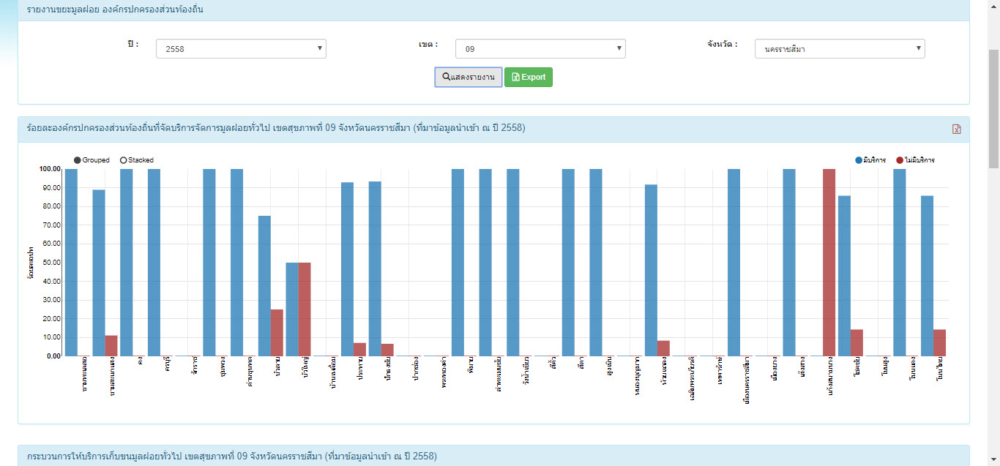 รายงานขยะมูลฝอย องค์กรปกครองส่วนท้องถิ่น
ปี : 2558 เขต : 09 จังหวัด : นครราชสีมา
แสดงรายงาน Export
ร้อยละองค์กรปกครองส่วนท้องถิ่นที่จัดบริการจัดการมูลฝอยทั่วไป เขตสุขภาพที่ 09 จังหวัดนครราชสีมา (ที่มาข้อมูลนำเข้า ณ ปี 2558)
Grouped Stacked มีบริการ ไม่มีบริการ
100.00
90.00
80.00
70.00
60.00
50.00
40.00
30.00
20.00
10.00
0.00
ร้อยละอปท
ขามทะเลสอ
ขามสะแกแสง
คง
ครบุรี
จักราช
ชุมพวง
ด่านขุนทด
บัวลาย
บัวใหญ่
บ้านเหลื่อม
ประทาย
ปักธงชัย
ปากช่อง
พระทองคำ
พิมาย
ลำทะเมนชัย
วังน้ำเขียว
สีคิ้ว
สีดา
สูงเนิน
หนองบุญมาก
ห้วยแถลง
เฉลิมพระเกียรติ
เทพารักษ์
เมืองนครราชสีมา
เมืองยาง
เสิงสาง
แก้งสนามนาง
โชคชัย
โนนสูง
โนนแดง
โนนไทย
กระบวนการให้บริการเก็บขนมูลฝอยทั่วไป เขตสุขภาพที่ 09 จังหวัดนครราชสีมา (ที่มาข้อมูลนำเข้า ณ ปี 2558)